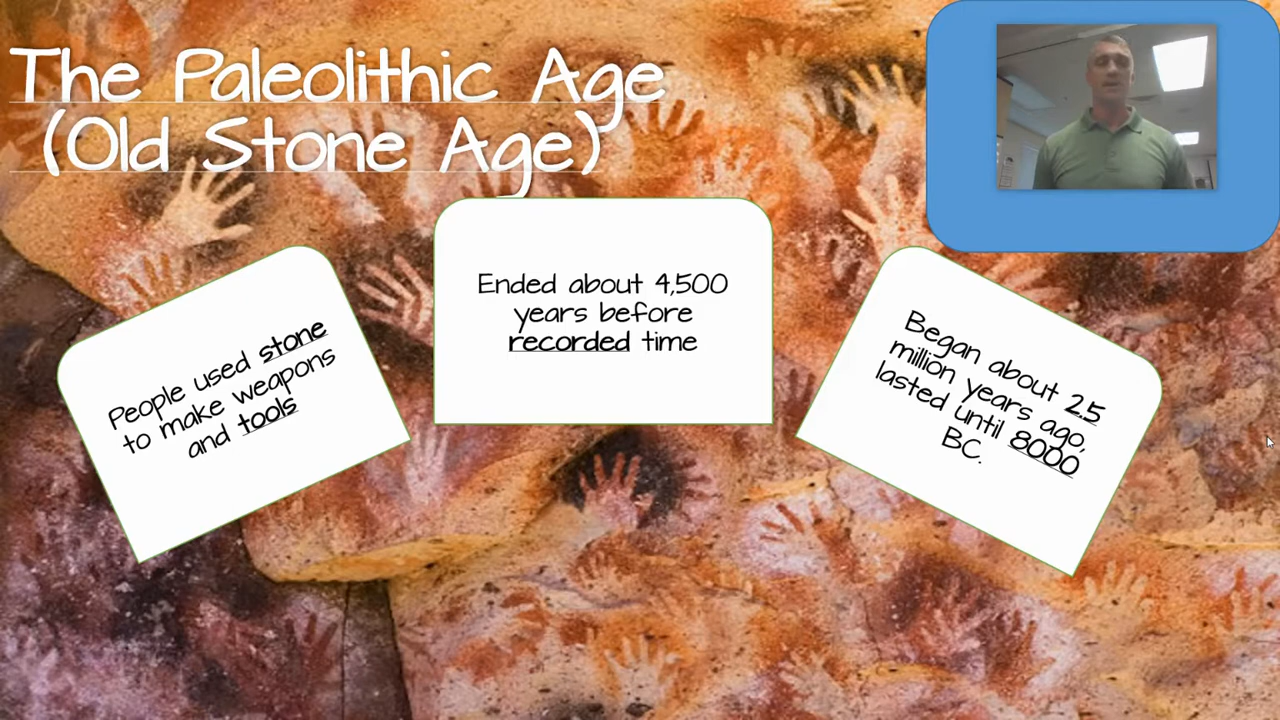 The Paleolithic Age
(Old Stone Age)
People used stone
to make weapons
and tools
Ended about 4,500
years before
recorded time
Began about 2.5
million years ago,
lasted until 8000
BC.